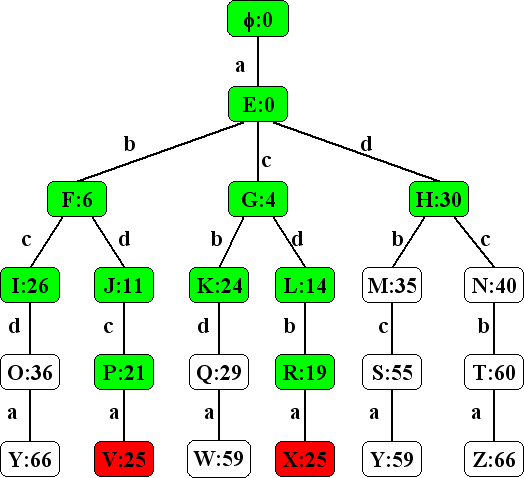 ϕ:0
a
E:0
b c d
F:6 G:4 H:30
c d b d b c
I:26 J:11 K:24 L:14 M:35 N:40
d c d b c b
O:36 P:21 Q:29 R:19 S:55 T:60
a a a a a a
Y:66 V:25 W:59 X:25 Y:59 Z:66